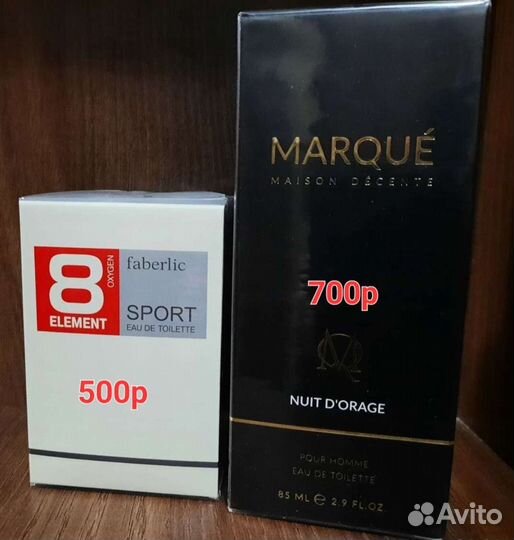 8
OXYGEN
ELEMENT
faberlic
SPORT
EAU DE TOILETTE
500р
MARQUÉ
MAISON DÉCENTE
700р
NUIT D'ORAGE
POUR HOMME
EAU DE TOILETTE
85 ML e 2.9 FL.OZ.
Avito